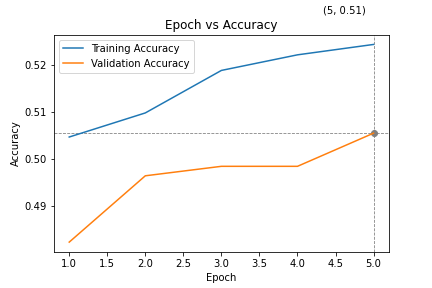 (5, 0.51)
Epoch vs Accuracy
Training Accuracy
Validation Accuracy
0.52
0.51
0.50
0.49
Accuracy
1.0 1.5 2.0 2.5 3.0 3.5 4.0 4.5 5.0
Epoch